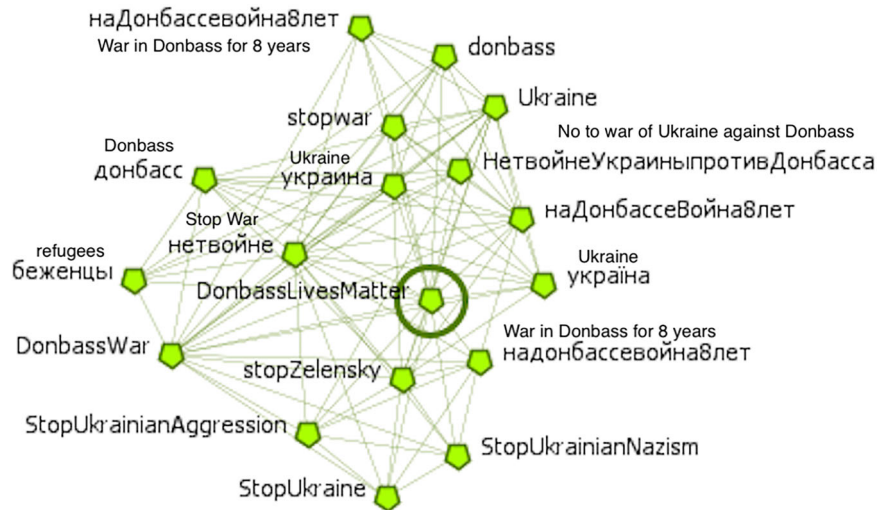 наДонбассевойна8лет
War in Donbass for 8 years
donbass
Ukraine
stopwar
No to war of Ukraine against Donbass
НетвойнеУкраиныпротивДонбасса
Donbass
донбасс
Ukraine
украина
наДонбассеВойна8лет
Stop War
нетвойне
refugees
беженцы
Ukraine
україна
DonbassLivesMatter
War in Donbass for 8 years
надонбассевойна8лет
DonbassWar
stopZelensky
StopUkrainianAggression
StopUkrainianNazism
StopUkraine